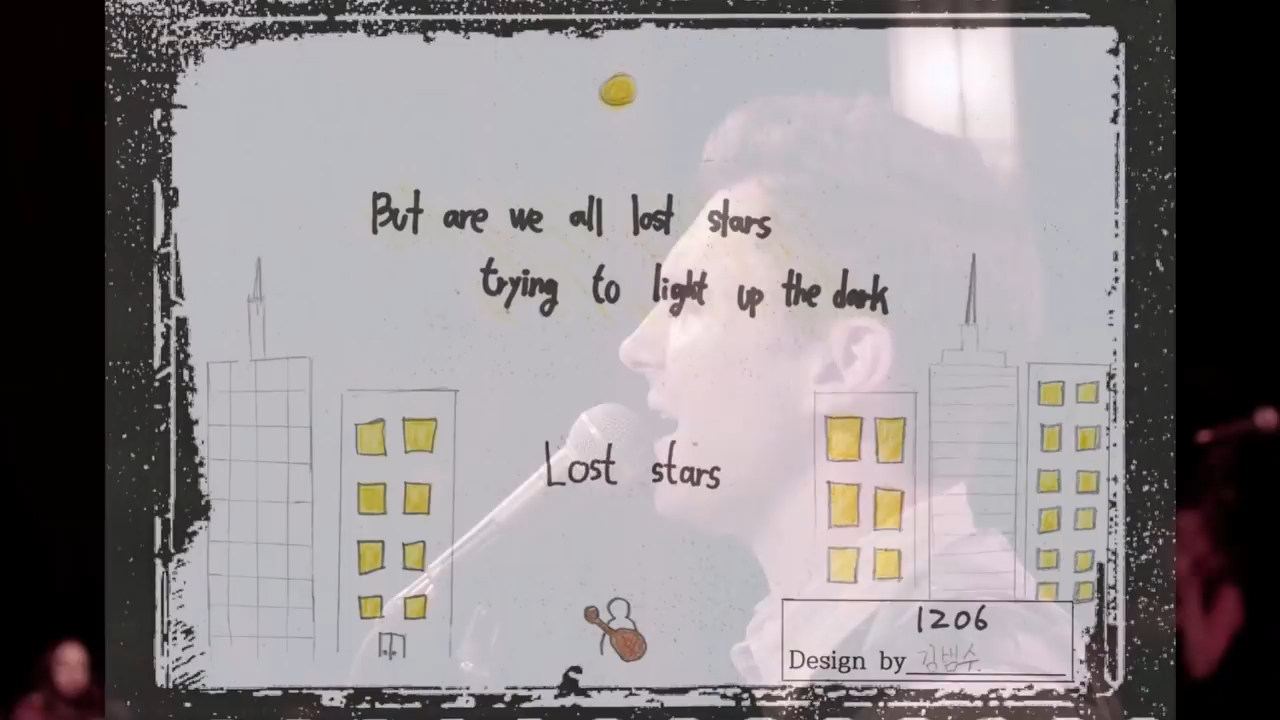 But are we all lost stars
trying to light up the dark
Lost stars
1206
Design by 김범수